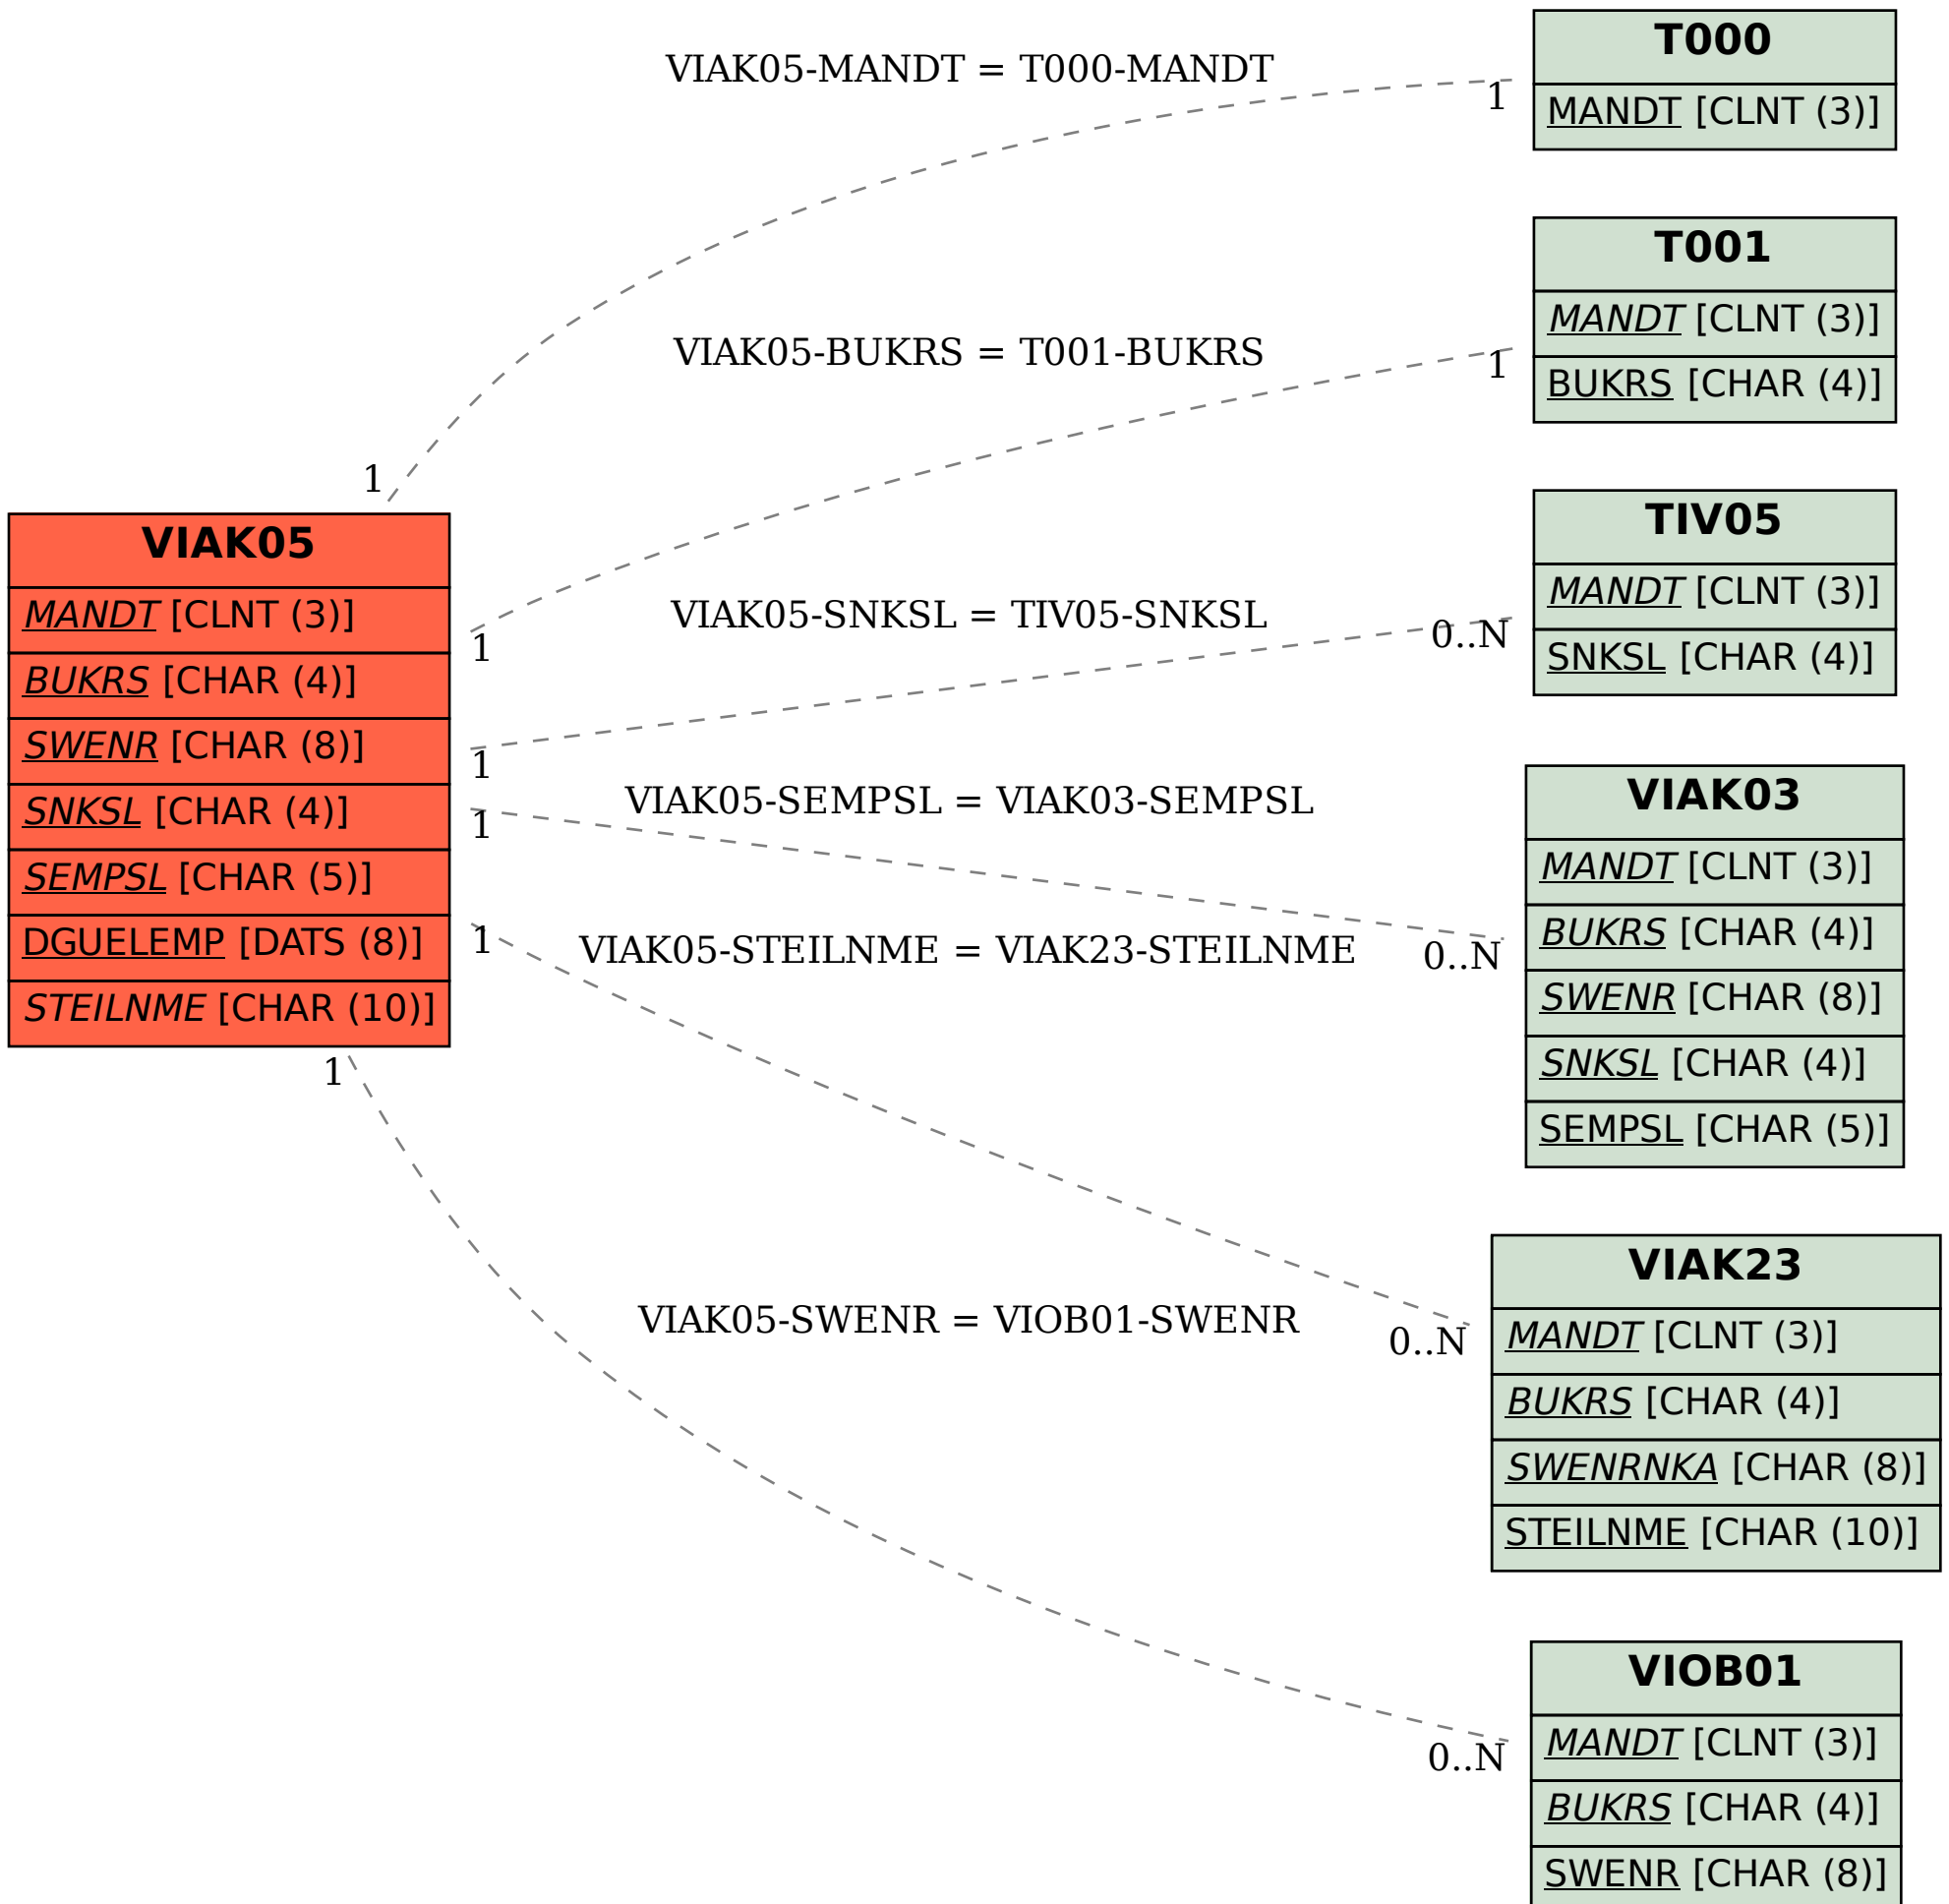 VIAK05
MANDT [CLNT (3)]
BUKRS [CHAR (4)]
SWENR [CHAR (8)]
SNKSL [CHAR (4)]
SEMPSL [CHAR (5)]
DGUELEMP [DATS (8)]
STEILNME [CHAR (10)]
VIAK05-MANDT = T000-MANDT
1
1
VIAK05-BUKRS = T001-BUKRS
1
1
VIAK05-SNKSL = TIV05-SNKSL
0..N
1
VIAK05-SEMPSL = VIAK03-SEMPSL
1
0..N
VIAK05-STEILNME = VIAK23-STEILNME
1
0..N
VIAK05-SWENR = VIOB01-SWENR
1
0..N
T000
MANDT [CLNT (3)]
T001
MANDT [CLNT (3)]
BUKRS [CHAR (4)]
TIV05
MANDT [CLNT (3)]
SNKSL [CHAR (4)]
VIAK03
MANDT [CLNT (3)]
BUKRS [CHAR (4)]
SWENR [CHAR (8)]
SNKSL [CHAR (4)]
SEMPSL [CHAR (5)]
VIAK23
MANDT [CLNT (3)]
BUKRS [CHAR (4)]
SWENRNKA [CHAR (8)]
STEILNME [CHAR (10)]
VIOB01
MANDT [CLNT (3)]
BUKRS [CHAR (4)]
SWENR [CHAR (8)]